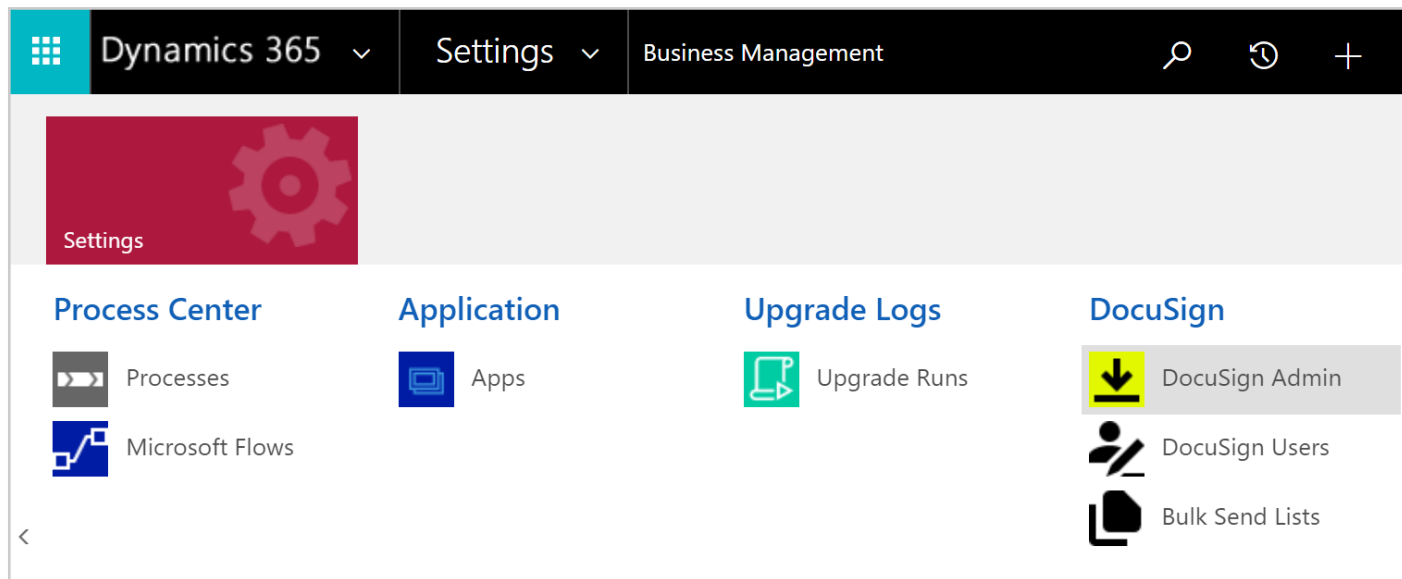 Dynamics 365 Settings Business Management
Settings
Process Center
Processes
Microsoft Flows
Application
Apps
Upgrade Logs
Upgrade Runs
DocuSign
DocuSign Admin
DocuSign Users
Bulk Send Lists